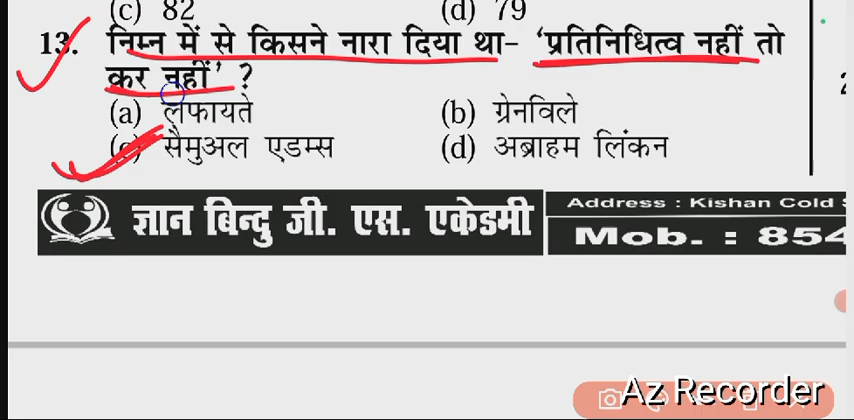 (c) 82 (d) 79
13. निम्न में से किसने नारा दिया था– ‘प्रतिनिधित्व नहीं तो
कर नहीं’ ?
(a) लफायते (b) ग्रेनविले
(c) सैमुअल एडम्स (d) अब्राहम लिंकन
ज्ञान बिन्दु जी. एस. एकेडमी
Address : Kishan Cold
Mob. : 854
Az Recorder